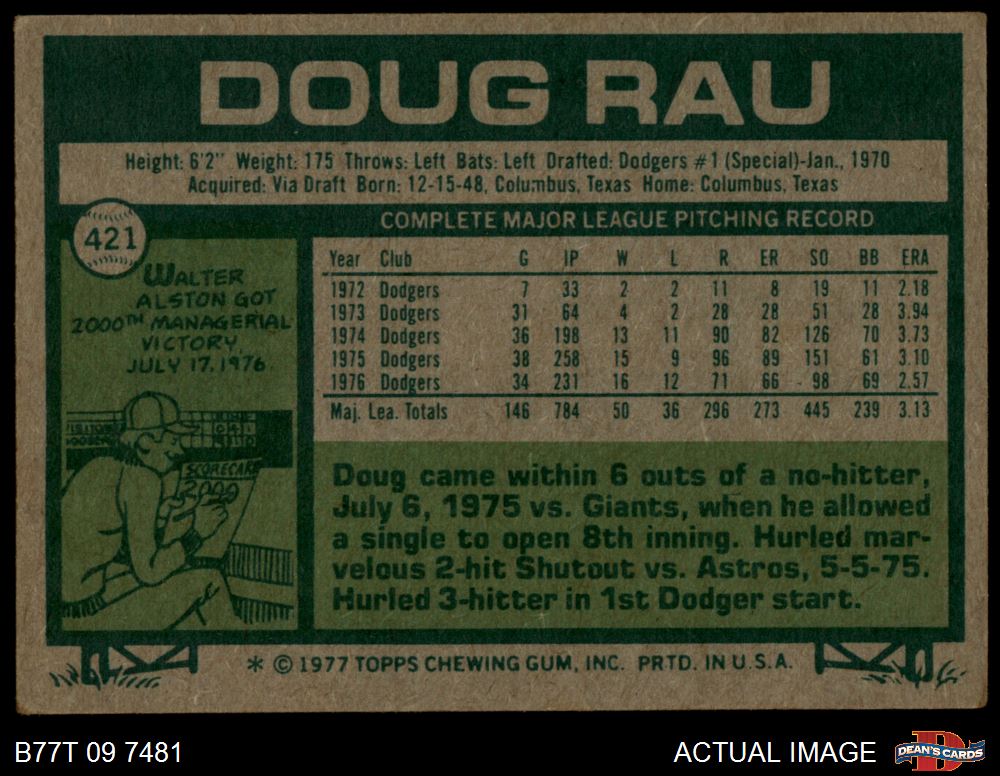 DOUG RAU
Height: 6'2" Weight: 175 Throws: Left Bats: Left Drafted: Dodgers #1 (Special)-Jan., 1970
Acquired: Via Draft Born: 12-15-48, Columbus, Texas Home: Columbus, Texas
421
COMPLETE MAJOR LEAGUE PITCHING RECORD
WALTER
ALSTON GOT
2000TH MANAGERIAL
VICTORY,
JULY 17, 1976
SCORECARD
2000
Year Club G IP W L R ER SO BB ERA
1972 Dodgers 7 33 2 2 11 8 19 11 2.18
1973 Dodgers 31 64 4 2 28 28 51 28 3.94
1974 Dodgers 36 198 13 11 90 82 126 70 3.73
1975 Dodgers 38 258 15 9 96 89 151 61 3.10
1976 Dodgers 34 231 16 12 71 66 98 69 2.57
Maj. Lea. Totals 146 784 50 36 296 273 445 239 3.13
Doug came within 6 outs of a no-hitter,
July 6, 1975 vs. Giants, when he allowed
a single to open 8th inning. Hurled mar-
velous 2-hit Shutout vs. Astros, 5-5-75.
Hurled 3-hitter in 1st Dodger start.
* © 1977 TOPPS CHEWING GUM, INC. PRTD. IN U.S.A.
B77T 09 7481
ACTUAL IMAGE
DEAN'S CARDS